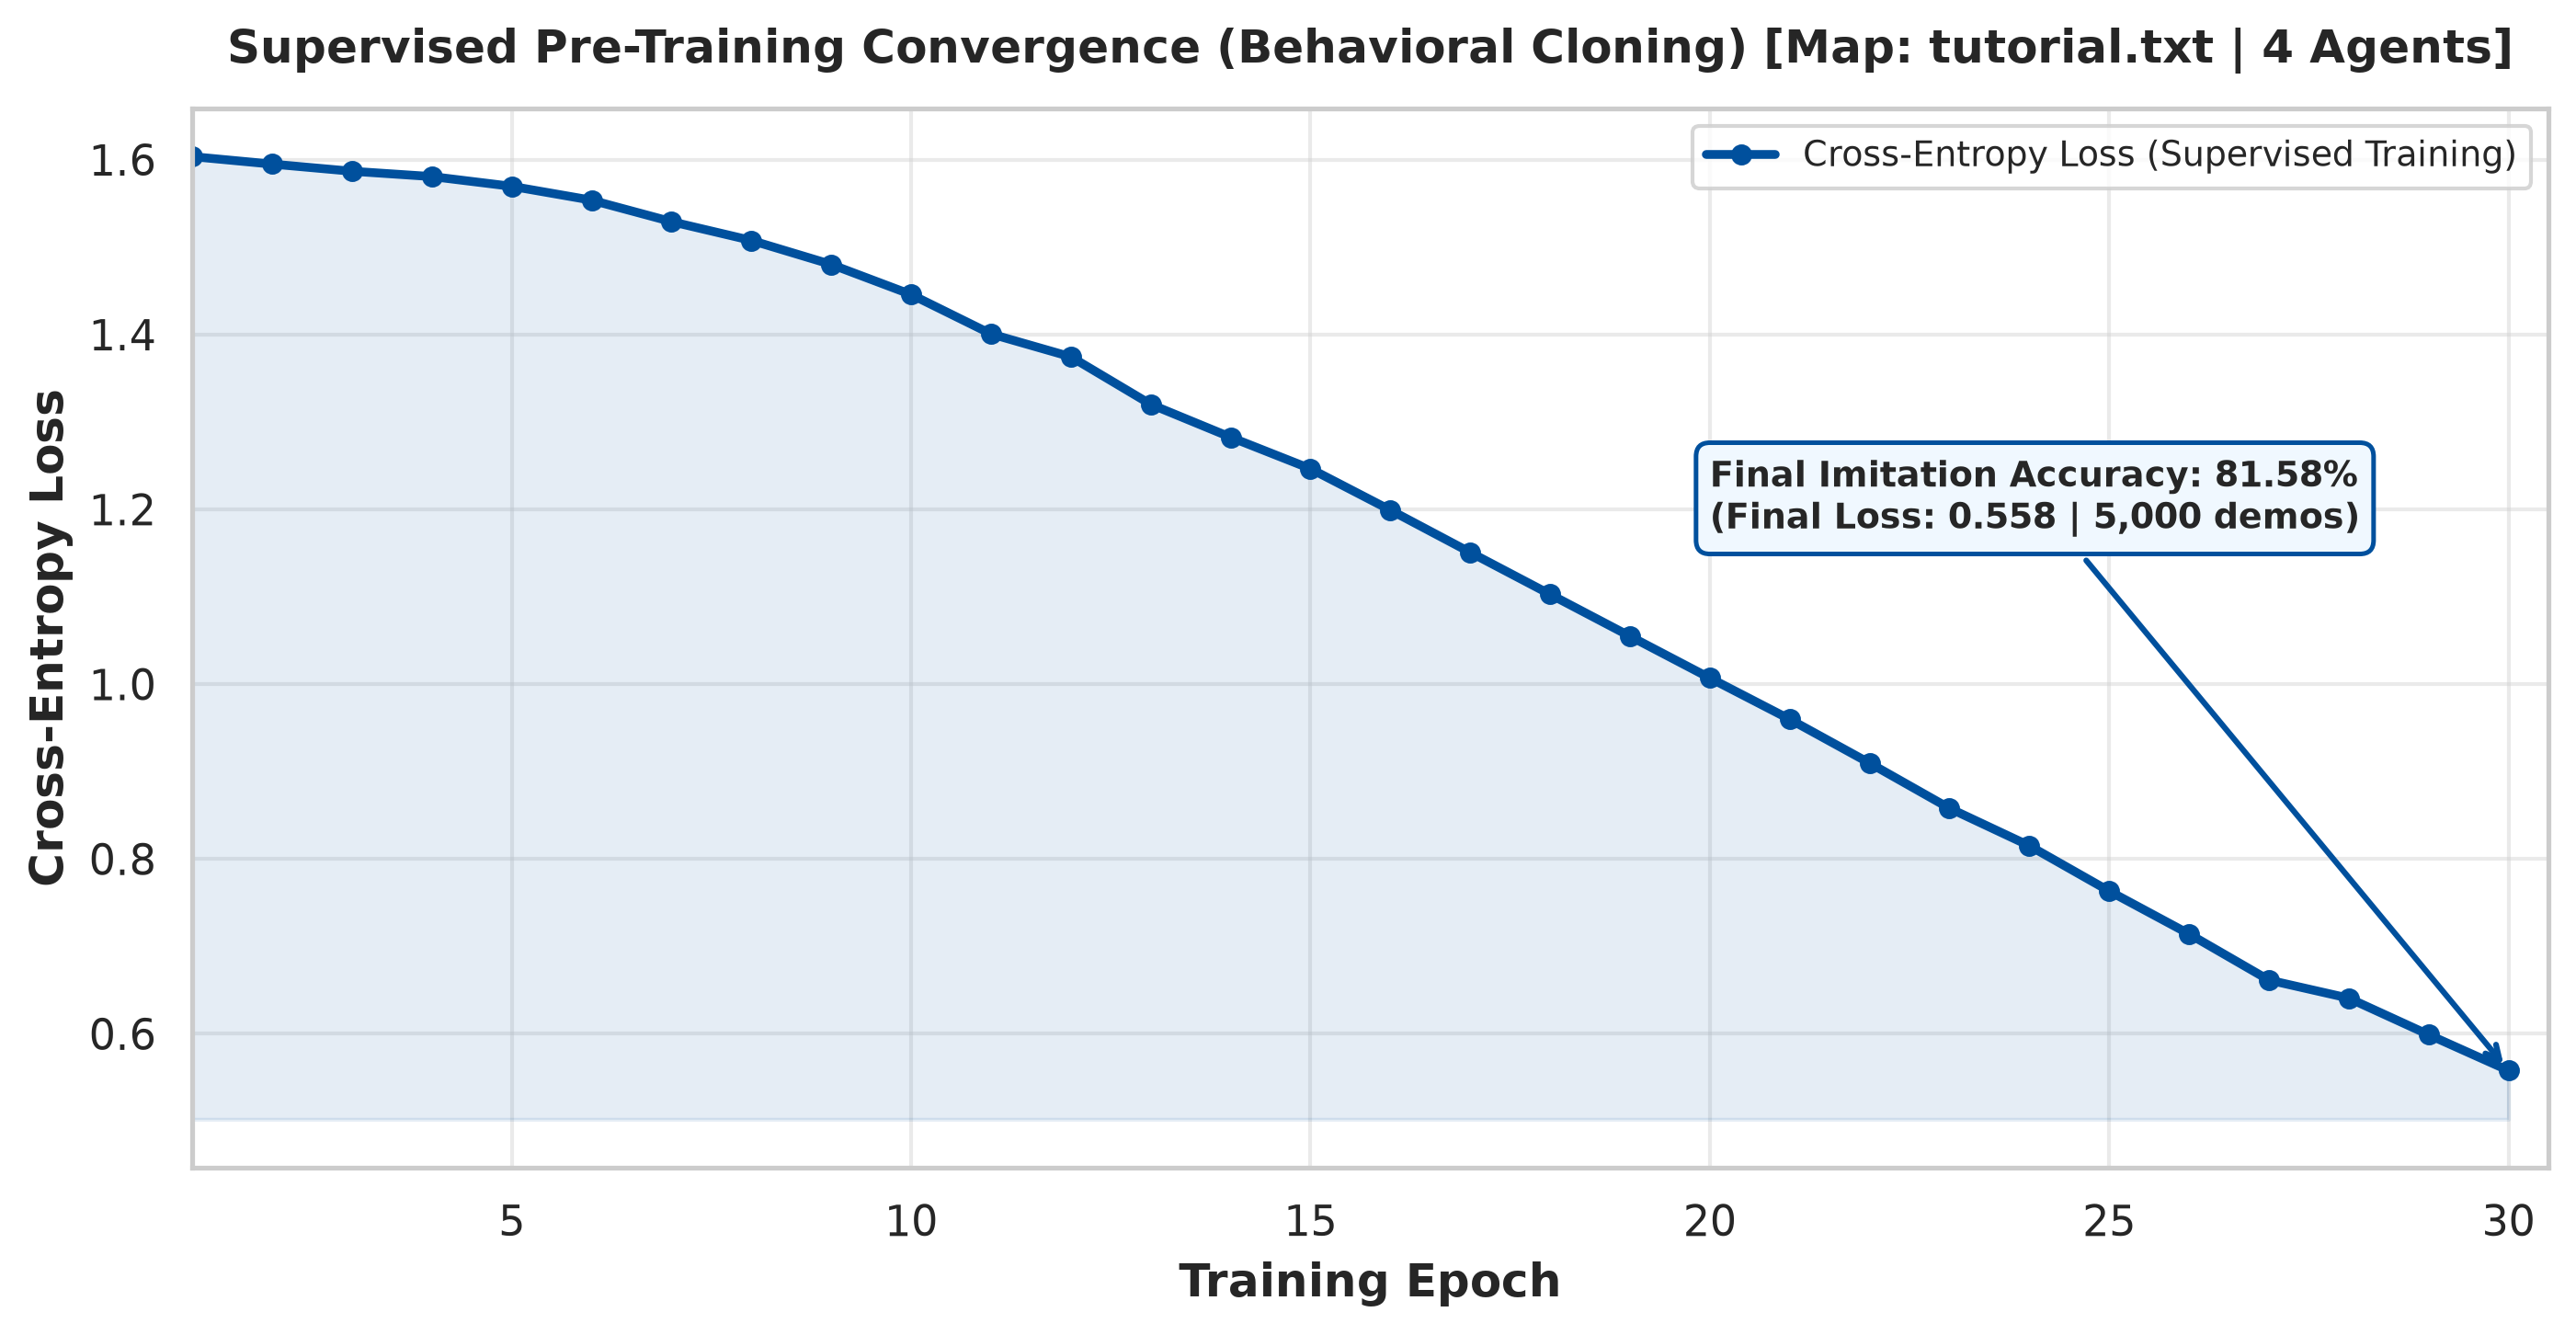 Supervised Pre-Training Convergence (Behavioral Cloning) [Map: tutorial.txt | 4 Agents]
Cross-Entropy Loss (Supervised Training)
Final Imitation Accuracy: 81.58%
(Final Loss: 0.558 | 5,000 demos)
Cross-Entropy Loss
1.6
1.4
1.2
1.0
0.8
0.6
5 10 15 20 25 30
Training Epoch